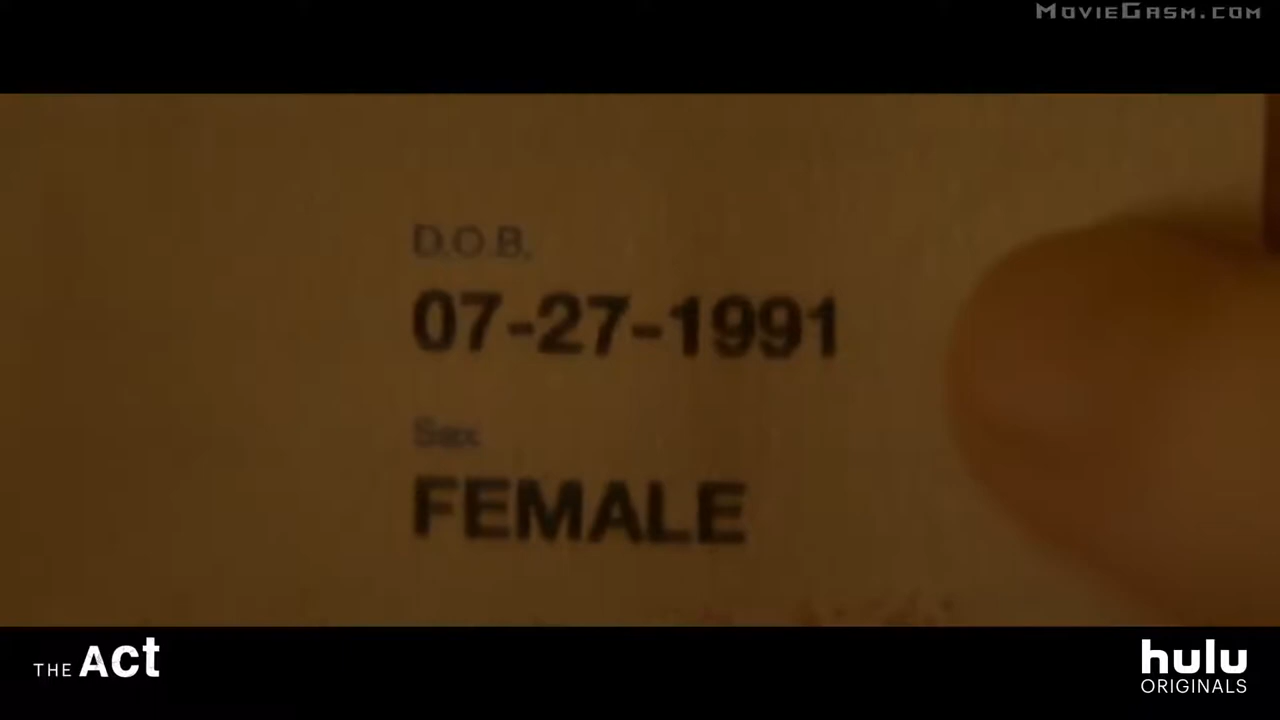 MovieGasm.com
D.O.B.
07-27-1991
Sex
FEMALE
THE Act
hulu
ORIGINALS